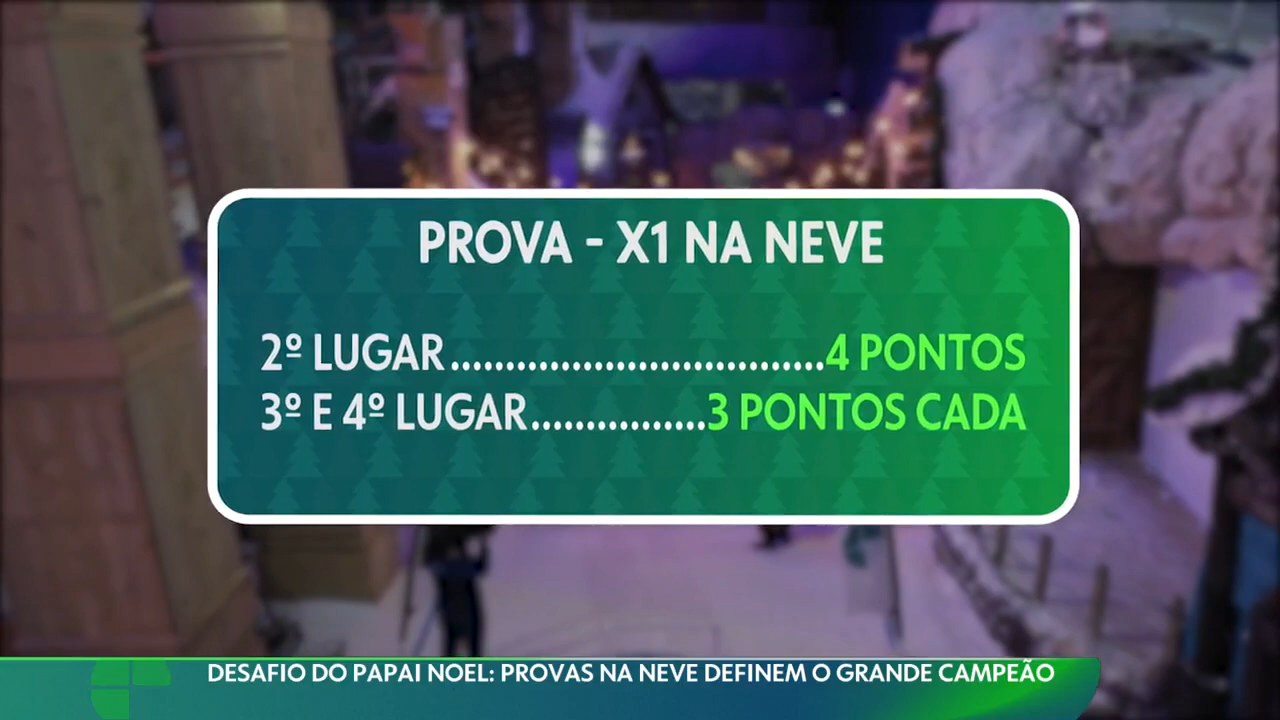 PROVA - X1 NA NEVE
2º LUGAR..................................4 PONTOS
3º E 4º LUGAR................3 PONTOS CADA
DESAFIO DO PAPAI NOEL: PROVAS NA NEVE DEFINEM O GRANDE CAMPEÃO